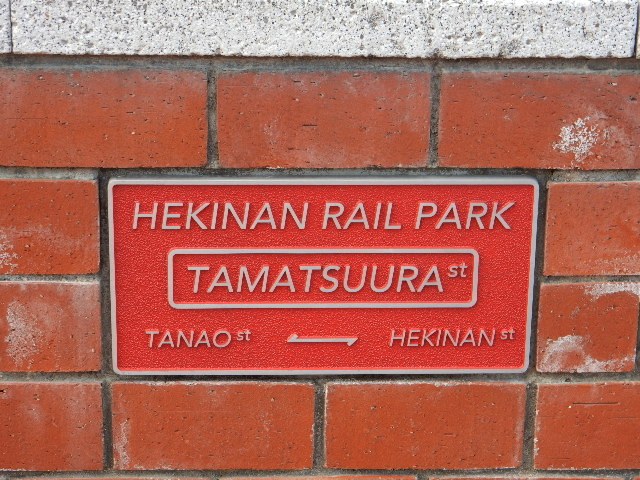 HEKINAN RAIL PARK
TAMATSUURA st
TANAO st HEKINAN st